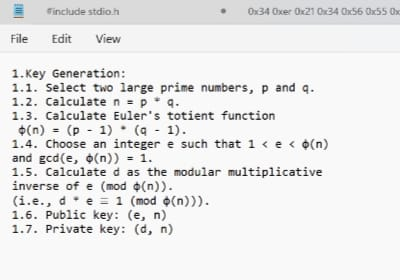 #include stdio.h
0x34 0xer 0x21 0x34 0x56 0x55 0x
File Edit View
1.Key Generation:
1.1. Select two large prime numbers, p and q.
1.2. Calculate n = p * q.
1.3. Calculate Euler's totient function
ϕ(n) = (p - 1) * (q - 1).
1.4. Choose an integer e such that 1 < e < ϕ(n)
and gcd(e, ϕ(n)) = 1.
1.5. Calculate d as the modular multiplicative
inverse of e (mod ϕ(n)).
(i.e., d * e ≡ 1 (mod ϕ(n))).
1.6. Public key: (e, n)
1.7. Private key: (d, n)